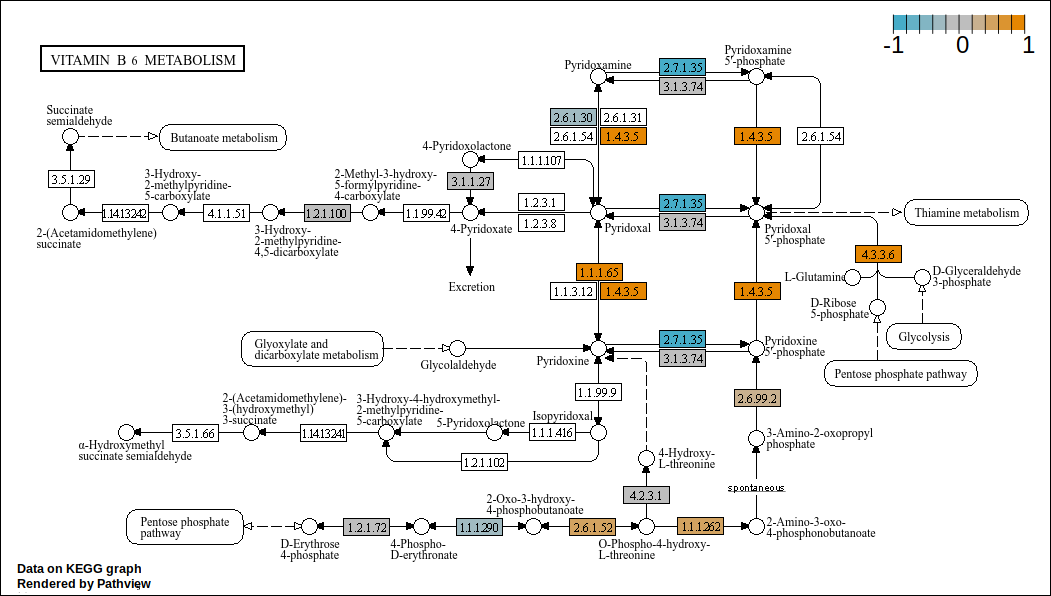 -1
0
1
VITAMIN B 6 METABOLISM
Pyridoxamine
Pyridoxamine
5'-phosphate
2.7.1.35
3.1.3.74
Succinate
semialdehyde
Butanoate metabolism
2.6.1.30
2.6.1.31
2.6.1.54
1.4.3.5
1.4.3.5
2.6.1.54
4-Pyridoxolactone
1.1.1.107
3.5.1.29
3-Hydroxy-
2-methylpyridine-
5-carboxylate
2-Methyl-3-hydroxy-
5-formylpyridine-
4-carboxylate
3.1.1.27
1.14.13.242
4.1.1.51
1.2.1.100
1.1.99.42
1.2.3.1
1.2.3.8
2.7.1.35
3.1.3.74
Thiamine metabolism
2-(Acetamidomethylene)
succinate
3-Hydroxy-
2-methylpyridine-
4,5-dicarboxylate
4-Pyridoxate
Pyridoxal
Pyridoxal
5'-phosphate
4.3.3.6
Excretion
1.1.1.65
1.1.3.12
1.4.3.5
1.4.3.5
L-Glutamine
D-Glyceraldehyde
3-phosphate
D-Ribose
5-phosphate
Glycolysis
Glyoxylate and
dicarboxylate metabolism
Glycolaldehyde
Pyridoxine
2.7.1.35
3.1.3.74
Pyridoxine
5'-phosphate
Pentose phosphate pathway
1.1.99.9
2.6.99.2
2-(Acetamidomethylene)-
3-(hydroxymethyl)
3-succinate
3-Hydroxy-4-hydroxymethyl-
2-methylpyridine-
5-carboxylate
5-Pyridoxolactone
Isopyridoxal
3.5.1.66
1.14.13.241
1.1.1.416
α-Hydroxymethyl
succinate semialdehyde
1.2.1.102
3-Amino-2-oxopropyl
phosphate
4-Hydroxy-
L-threonine
spontaneous
4.2.3.1
2-Oxo-3-hydroxy-
4-phosphobutanoate
Pentose phosphate
pathway
1.2.1.72
1.1.1.290
2.6.1.52
1.1.1.262
2-Amino-3-oxo-
4-phosphonobutanoate
D-Erythrose
4-phosphate
4-Phospho-
D-erythronate
O-Phospho-4-hydroxy-
L-threonine
Data on KEGG graph
Rendered by Pathview